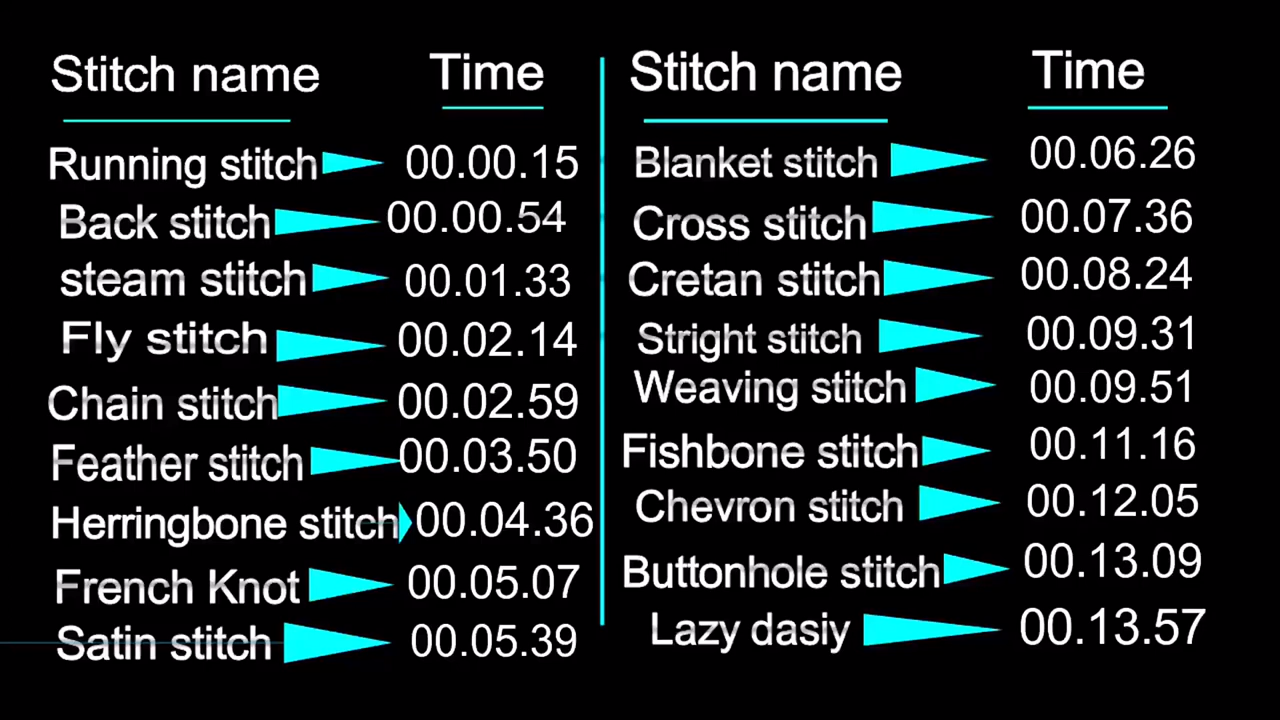 Stitch name Time
Running stitch 00.00.15
Back stitch 00.00.54
steam stitch 00.01.33
Fly stitch 00.02.14
Chain stitch 00.02.59
Feather stitch 00.03.50
Herringbone stitch 00.04.36
French Knot 00.05.07
Satin stitch 00.05.39
Stitch name Time
Blanket stitch 00.06.26
Cross stitch 00.07.36
Cretan stitch 00.08.24
Stright stitch 00.09.31
Weaving stitch 00.09.51
Fishbone stitch 00.11.16
Chevron stitch 00.12.05
Buttonhole stitch 00.13.09
Lazy dasiy 00.13.57